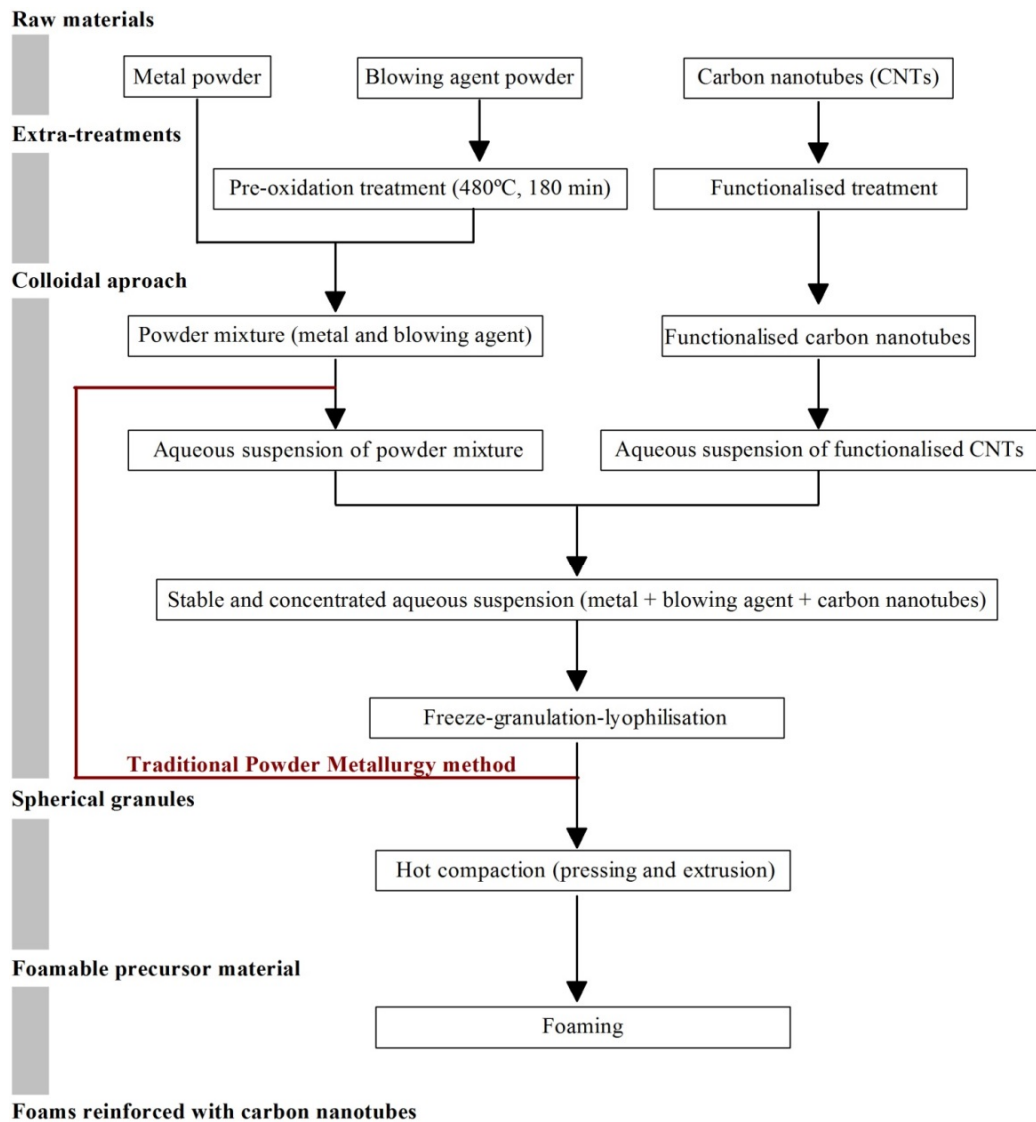 Raw materials
Metal powder
Blowing agent powder
Carbon nanotubes (CNTs)
Extra-treatments
Pre-oxidation treatment (480ºC, 180 min)
Functionalised treatment
Colloidal aproach
Powder mixture (metal and blowing agent)
Functionalised carbon nanotubes
Aqueous suspension of powder mixture
Aqueous suspension of functionalised CNTs
Stable and concentrated aqueous suspension (metal + blowing agent + carbon nanotubes)
Freeze-granulation-lyophilisation
Traditional Powder Metallurgy method
Spherical granules
Hot compaction (pressing and extrusion)
Foamable precursor material
Foaming
Foams reinforced with carbon nanotubes